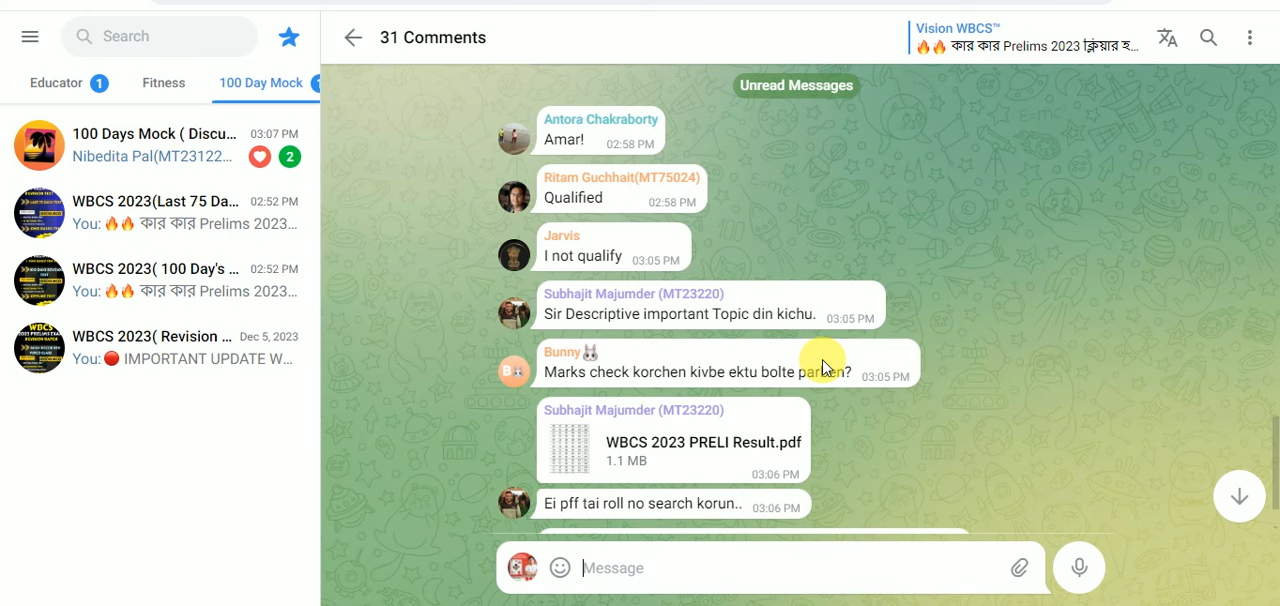 Search
Educator 1
Fitness
100 Day Mock
100 Days Mock ( Discu... 03:07 PM
Nibedita Pal(MT23122... 2
WBCS 2023(Last 75 Da... 02:52 PM
You: 🔥🔥 কার কার Prelims 2023...
WBCS 2023( 100 Day's ... 02:52 PM
You: 🔥🔥 কার কার Prelims 2023...
WBCS 2023( Revision ... Dec 5, 2023
You: 🔴 IMPORTANT UPDATE W...
31 Comments
Vision WBCS™
🔥🔥 কার কার Prelims 2023 ক্লিয়ার হ...
Unread Messages
Antora Chakraborty
Amar! 02:58 PM
Ritam Guchhait(MT75024)
Qualified 02:58 PM
Jarvis
I not qualify 03:05 PM
Subhajit Majumder (MT23220)
Sir Descriptive important Topic din kichu. 03:05 PM
Bunny🐰
Marks check korchen kivbe ektu bolte parben? 03:05 PM
Subhajit Majumder (MT23220)
WBCS 2023 PRELI Result.pdf
1.1 MB
03:06 PM
Ei pff tai roll no search korun.. 03:06 PM
Message